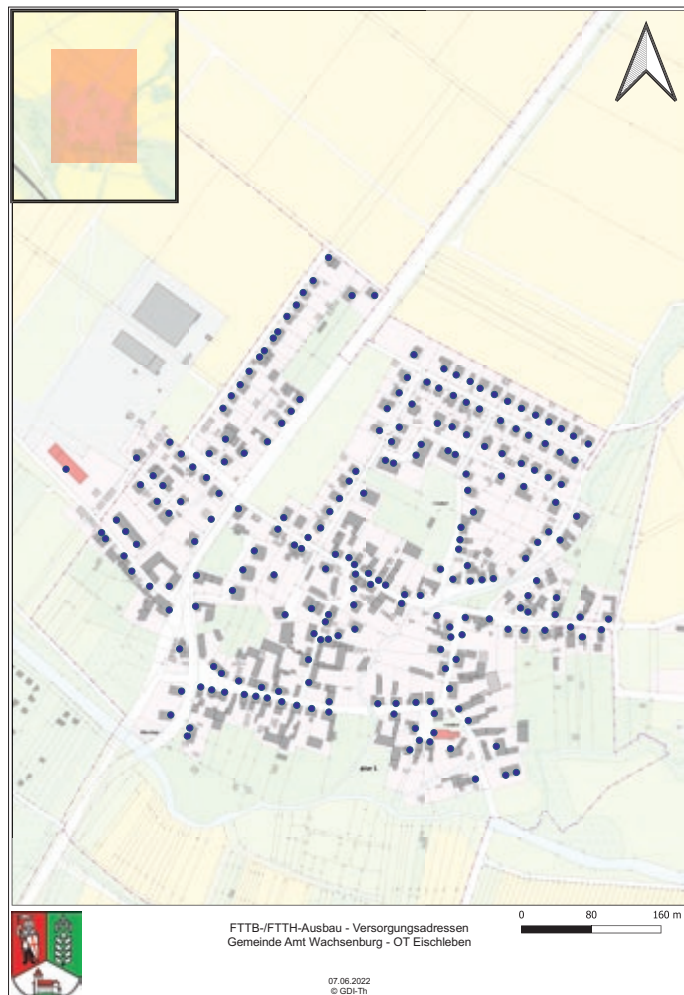 FTTB-/FTTH-Ausbau - Versorgungsadressen
Gemeinde Amt Wachsenburg - OT Eischleben
0 80 160 m
07.06.2022
© GDI-Th